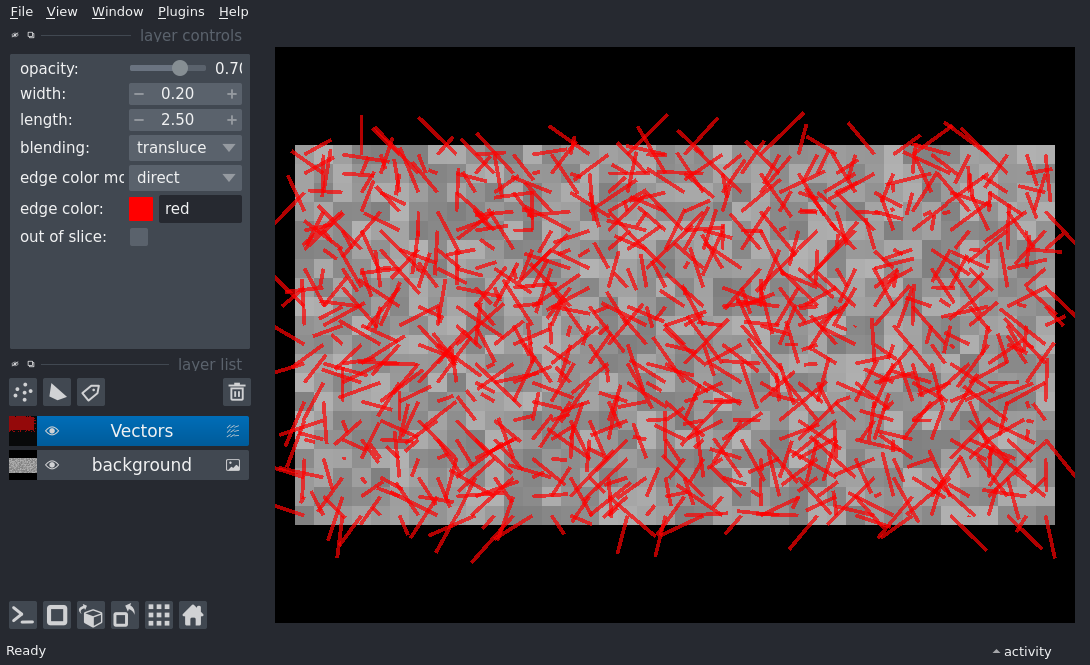 File View Window Plugins Help
layer controls
opacity: 0.70
width: − 0.20 +
length: − 2.50 +
blending: transluce
edge color mo direct
edge color: red
out of slice:
layer list
Vectors
background
Ready
activity